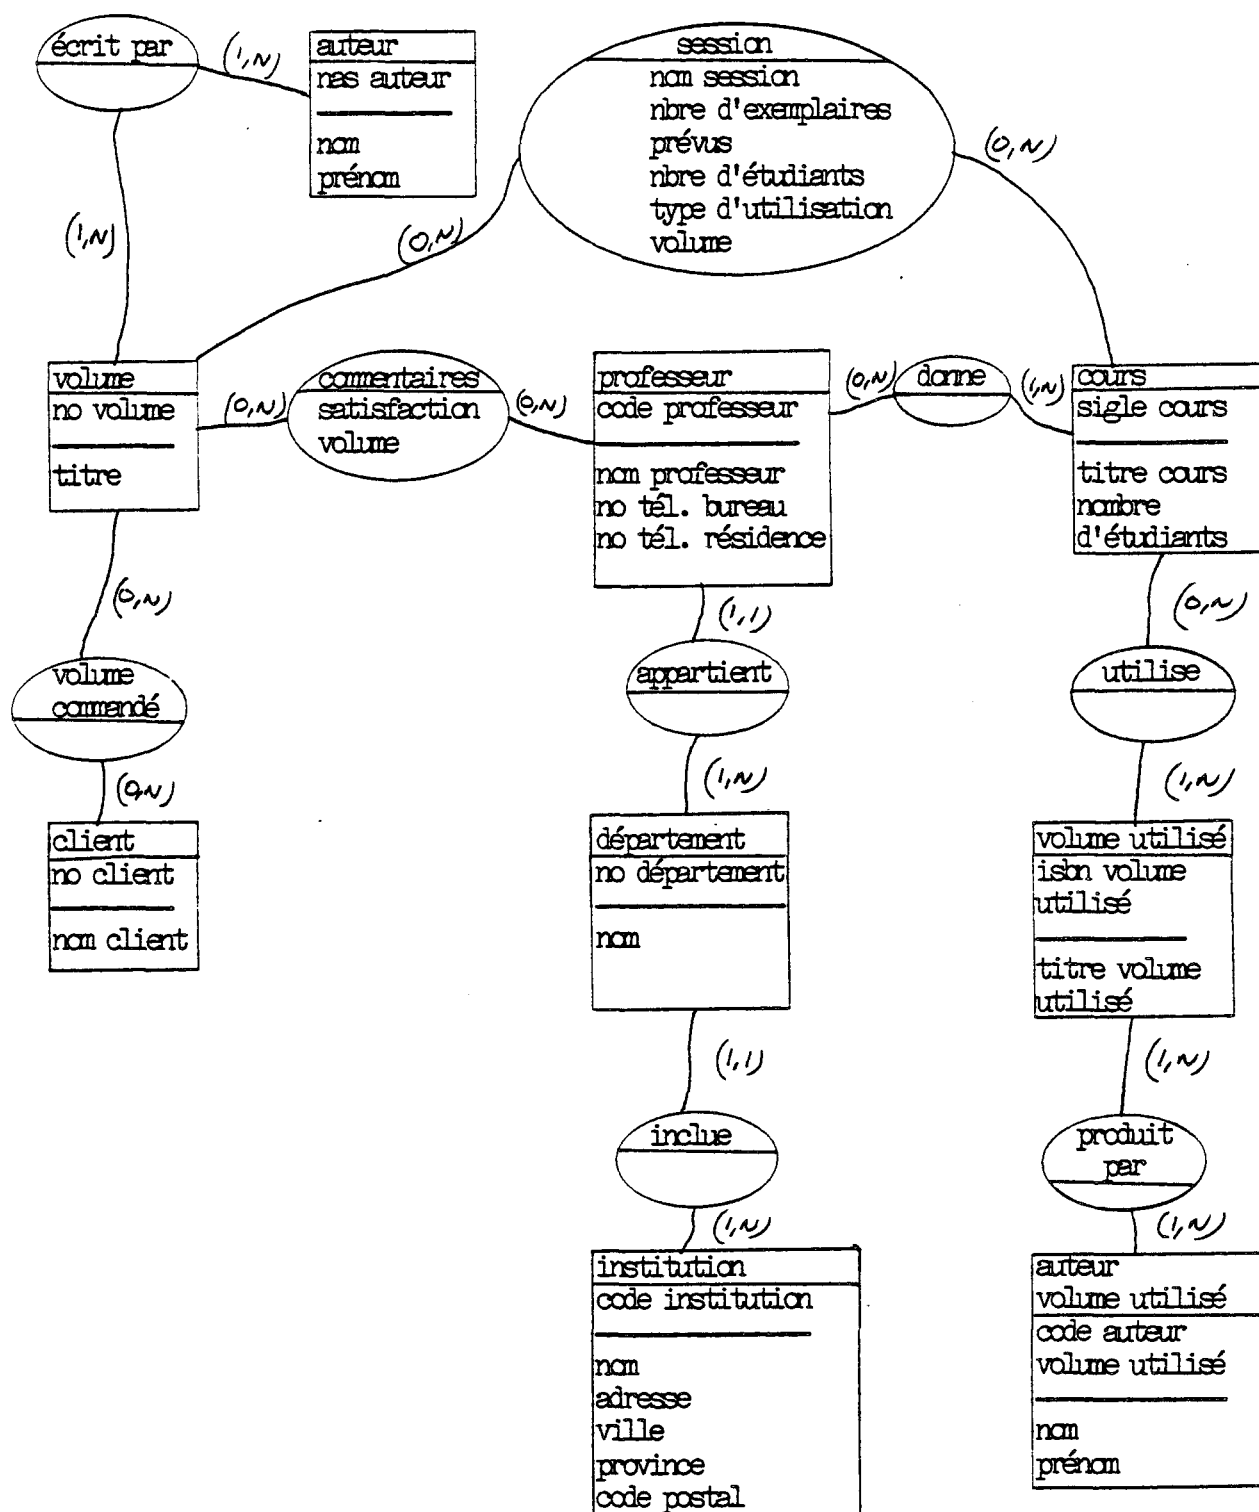 écrit par
(1,N)
auteur
nas auteur
nom
prénom
session
nom session
nbre d'exemplaires
prévus
nbre d'étudiants
type d'utilisation
volume
(0,N)
(1,N)
(0,N)
volume
no volume
titre
(0,N)
commentaires
satisfaction
volume
(0,N)
professeur
code professeur
nom professeur
no tél. bureau
no tél. résidence
(0,N)
donne
(1,N)
cours
sigle cours
titre cours
nombre
d'étudiants
(0,N)
(1,1)
(0,N)
volume
commandé
appartient
utilise
(0,N)
(1,N)
(1,N)
client
no client
nom client
département
no département
nom
volume utilisé
isbn volume
utilisé
titre volume
utilisé
(1,1)
(1,N)
inclue
produit
par
(1,N)
(1,N)
institution
code institution
nom
adresse
ville
province
code postal
auteur
volume utilisé
code auteur
volume utilisé
nom
prénom